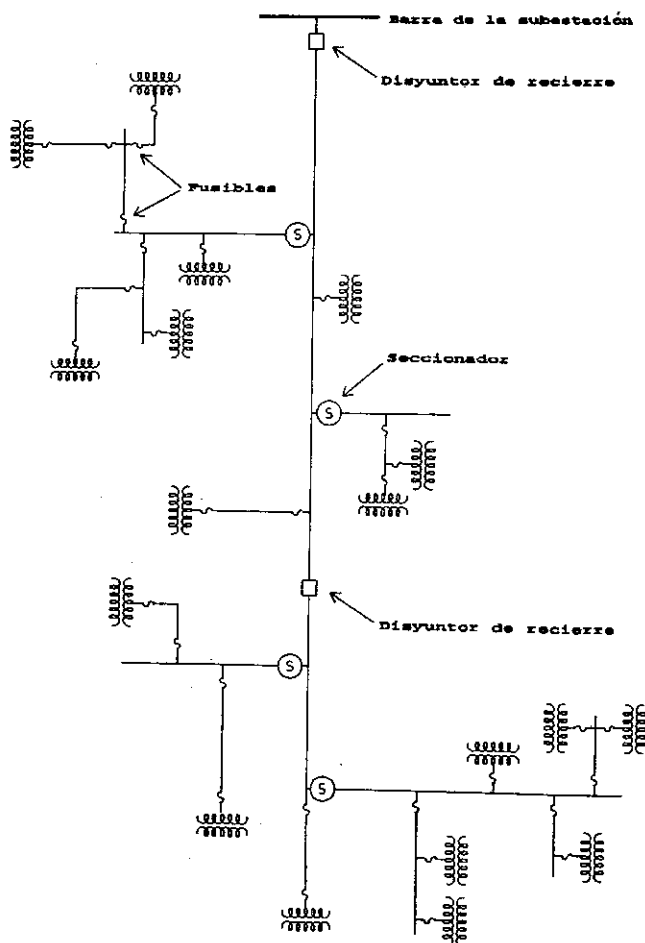 Barra de la subestación
Disyuntor de recierre
Fusibles
S
Seccionador
S
Disyuntor de recierre
S
S